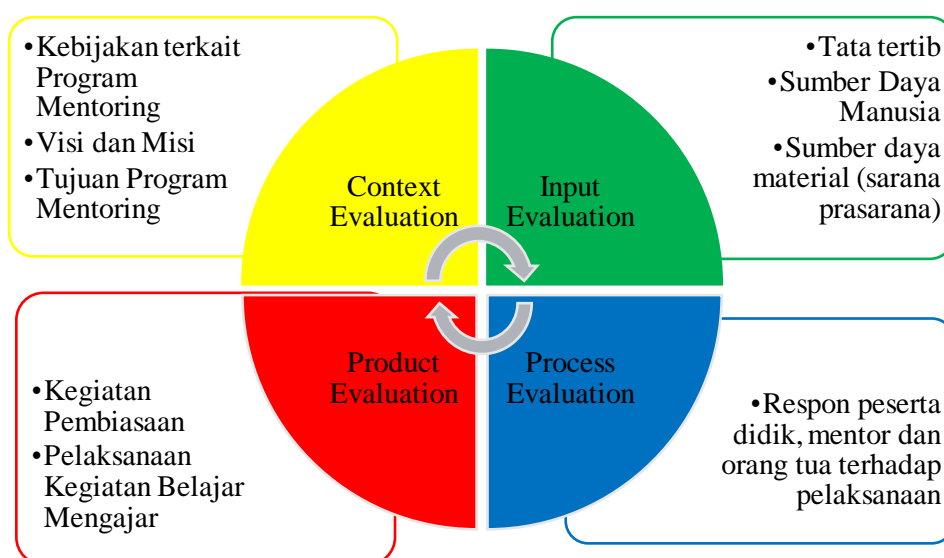 •Kebijakan terkait
Program
Mentoring
•Visi dan Misi
•Tujuan Program
Mentoring
•Tata tertib
•Sumber Daya
Manusia
•Sumber daya
material (sarana
prasarana)
Context
Evaluation
Input
Evaluation
Product
Evaluation
Process
Evaluation
•Kegiatan
Pembiasaan
•Pelaksanaan
Kegiatan Belajar
Mengajar
•Respon peserta
didik, mentor dan
orang tua terhadap
pelaksanaan